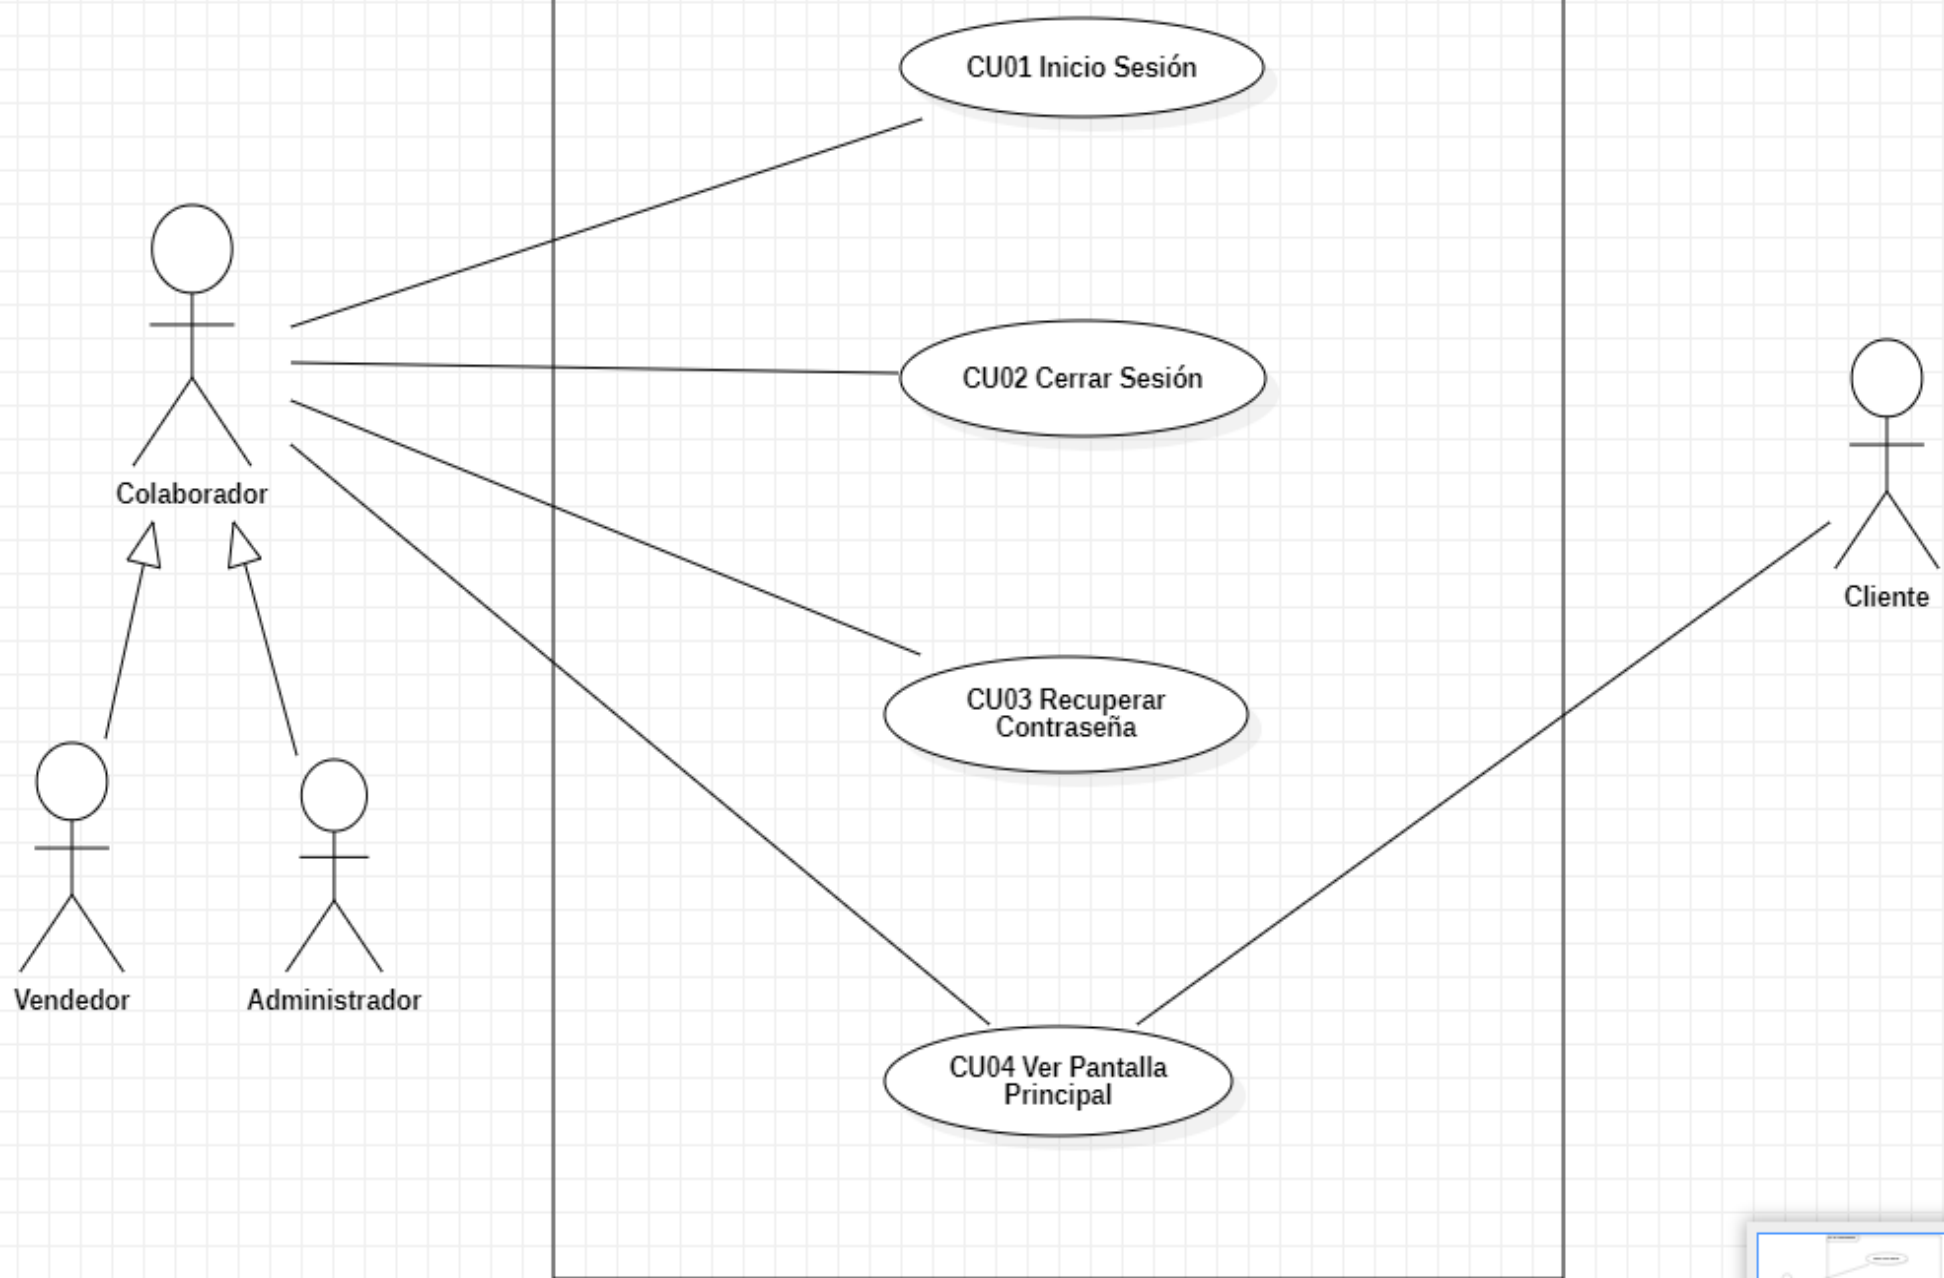 CU01 Inicio Sesión
CU02 Cerrar Sesión
Colaborador
Cliente
CU03 Recuperar
Contraseña
Vendedor
Administrador
CU04 Ver Pantalla
Principal